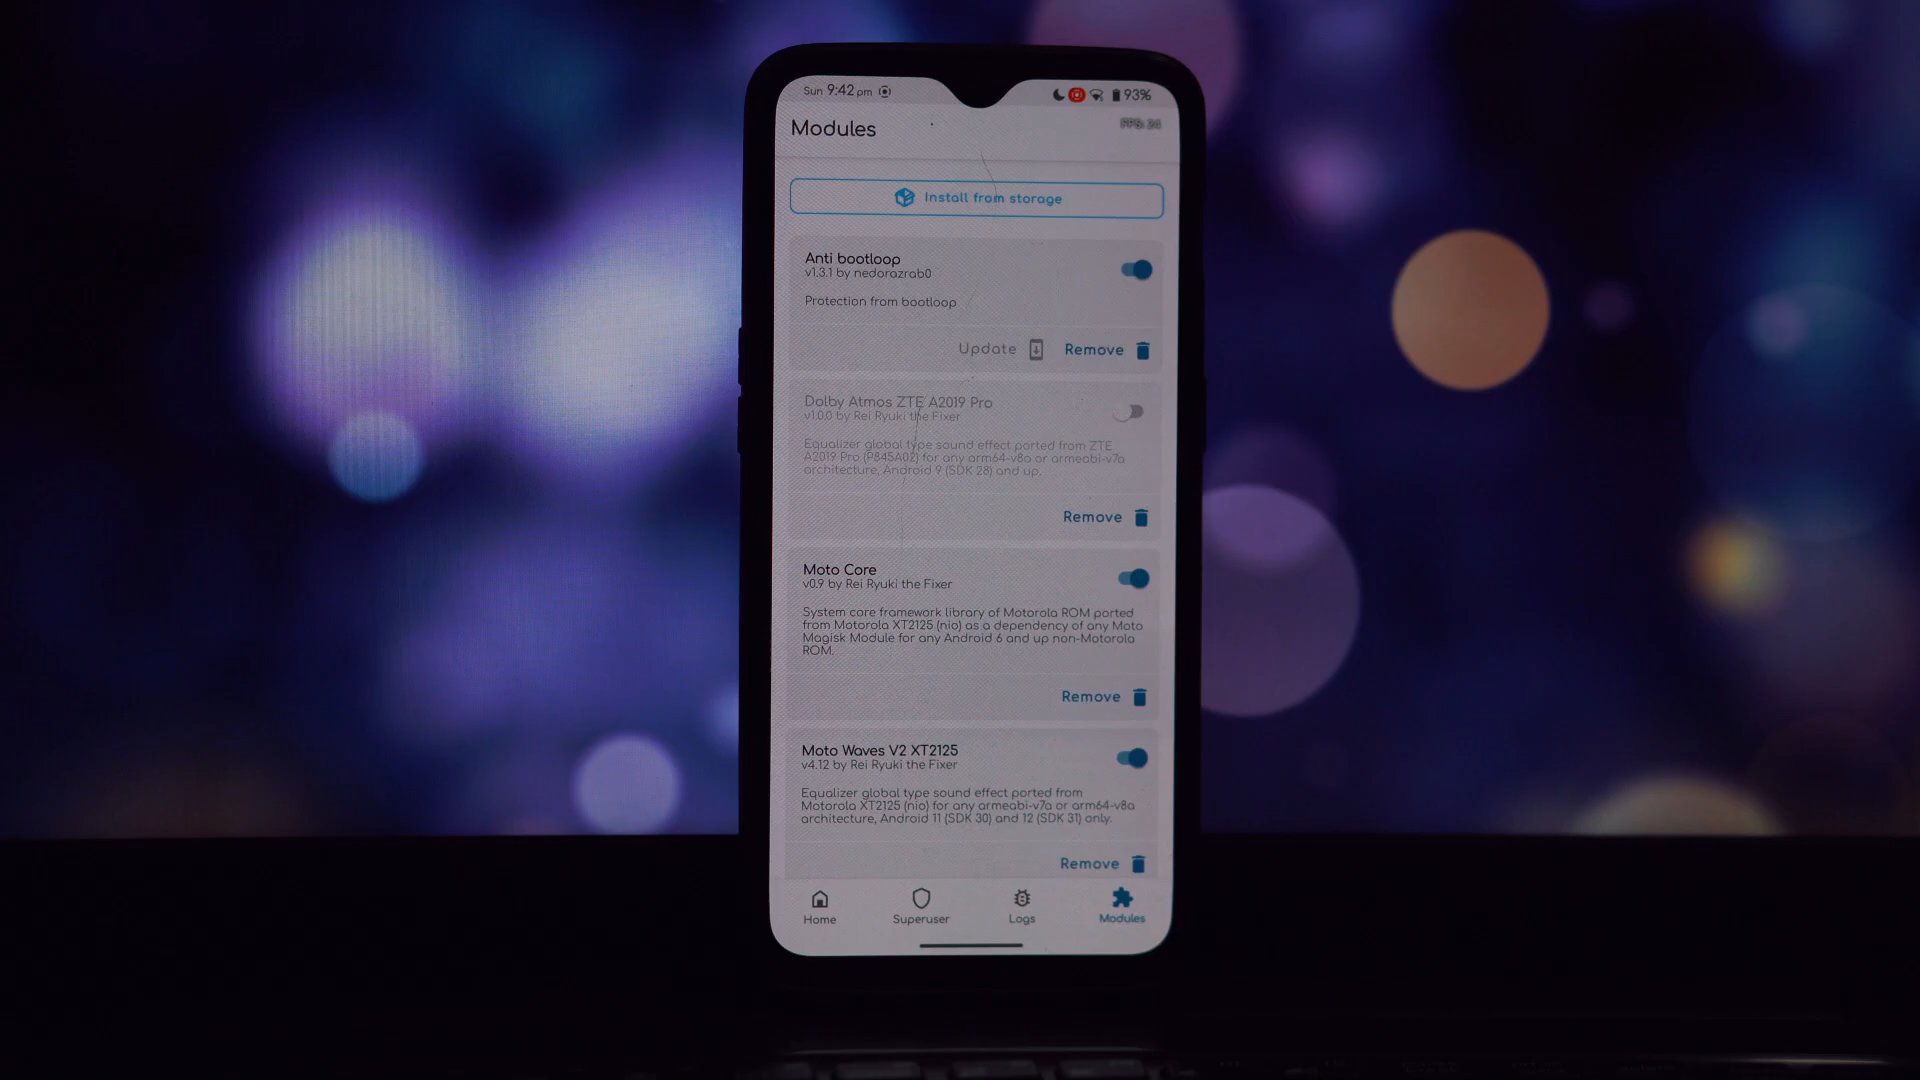 Sun 9:42 pm
93%
Modules
FPS: 24
Install from storage
Anti bootloop
v1.3.1 by nedorazrab0
Protection from bootloop
Update
Remove
Dolby Atmos ZTE A2019 Pro
v1.0.0 by Rei Ryuki the Fixer
Equalizer global type sound effect ported from ZTE
A2019 Pro (P845A02) for any arm64-v8a or armeabi-v7a
architecture, Android 9 (SDK 28) and up.
Remove
Moto Core
v0.9 by Rei Ryuki the Fixer
System core framework library of Motorola ROM ported
from Motorola XT2125 (nio) as a dependency of any Moto
Magisk Module for any Android 6 and up non-Motorola
ROM.
Remove
Moto Waves V2 XT2125
v4.12 by Rei Ryuki the Fixer
Equalizer global type sound effect ported from
Motorola XT2125 (nio) for any armeabi-v7a or arm64-v8a
architecture, Android 11 (SDK 30) and 12 (SDK 31) only.
Remove
Home
Superuser
Logs
Modules